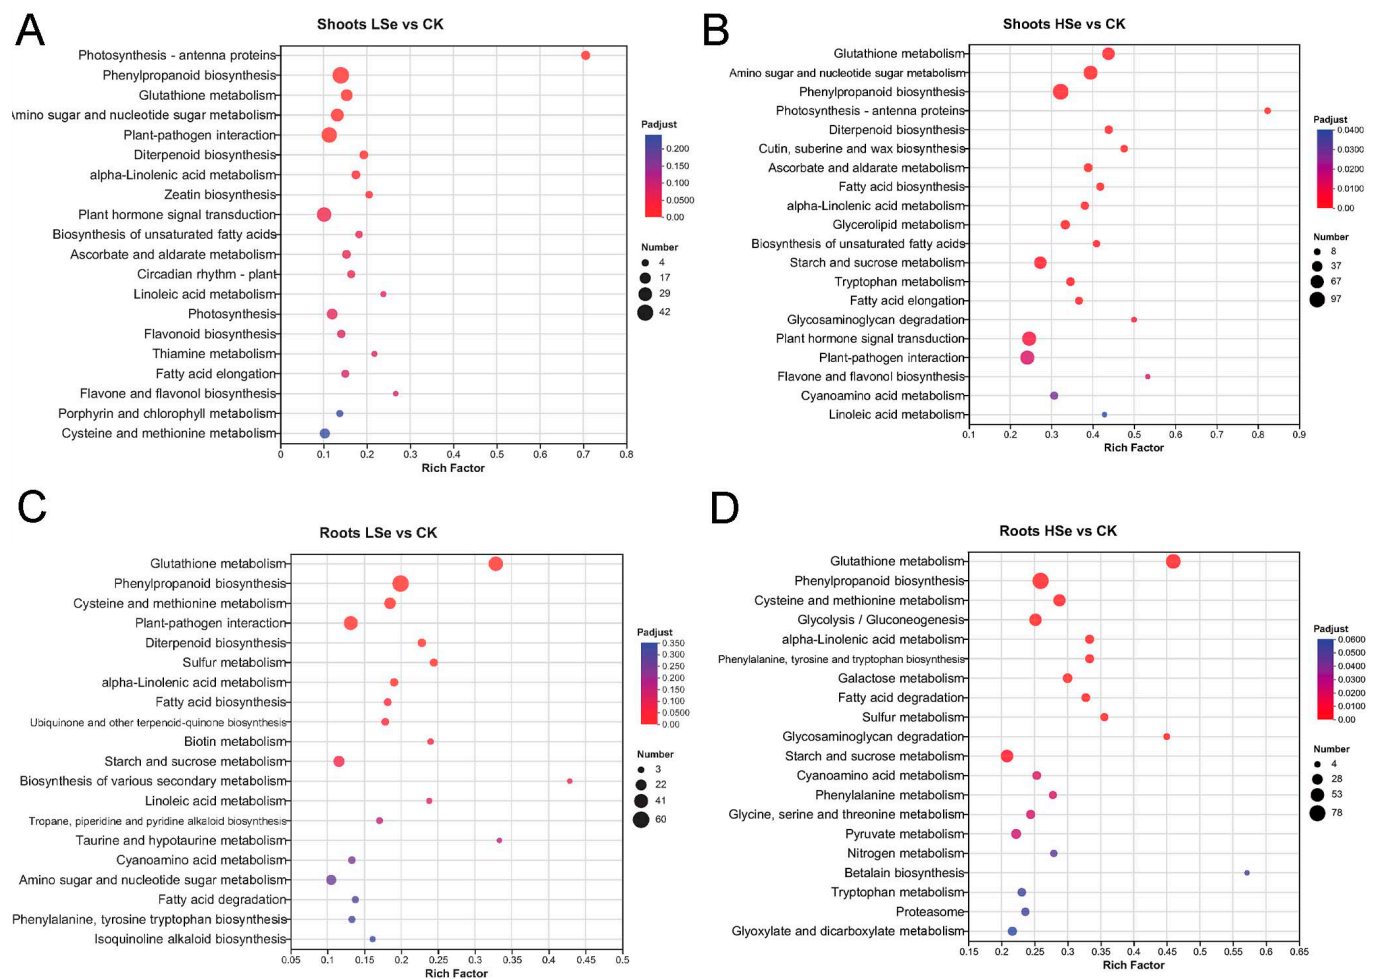 A
Shoots LSe vs CK
Photosynthesis - antenna proteins
Phenylpropanoid biosynthesis
Glutathione metabolism
Amino sugar and nucleotide sugar metabolism
Plant-pathogen interaction
Diterpenoid biosynthesis
alpha-Linolenic acid metabolism
Zeatin biosynthesis
Plant hormone signal transduction
Biosynthesis of unsaturated fatty acids
Ascorbate and aldarate metabolism
Circadian rhythm - plant
Linoleic acid metabolism
Photosynthesis
Flavonoid biosynthesis
Thiamine metabolism
Fatty acid elongation
Flavone and flavonol biosynthesis
Porphyrin and chlorophyll metabolism
Cysteine and methionine metabolism
0 0.1 0.2 0.3 0.4 0.5 0.6 0.7 0.8
Rich Factor
Padjust
0.200
0.150
0.100
0.0500
0.00
Number
4
17
29
42
B
Shoots HSe vs CK
Glutathione metabolism
Amino sugar and nucleotide sugar metabolism
Phenylpropanoid biosynthesis
Photosynthesis - antenna proteins
Diterpenoid biosynthesis
Cutin, suberine and wax biosynthesis
Ascorbate and aldarate metabolism
Fatty acid biosynthesis
alpha-Linolenic acid metabolism
Glycerolipid metabolism
Biosynthesis of unsaturated fatty acids
Starch and sucrose metabolism
Tryptophan metabolism
Fatty acid elongation
Glycosaminoglycan degradation
Plant hormone signal transduction
Plant-pathogen interaction
Flavone and flavonol biosynthesis
Cyanoamino acid metabolism
Linoleic acid metabolism
0.1 0.2 0.3 0.4 0.5 0.6 0.7 0.8 0.9
Rich Factor
Padjust
0.0400
0.0300
0.0200
0.0100
0.00
Number
8
37
67
97
C
Roots LSe vs CK
Glutathione metabolism
Phenylpropanoid biosynthesis
Cysteine and methionine metabolism
Plant-pathogen interaction
Diterpenoid biosynthesis
Sulfur metabolism
alpha-Linolenic acid metabolism
Fatty acid biosynthesis
Ubiquinone and other terpenoid-quinone biosynthesis
Biotin metabolism
Starch and sucrose metabolism
Biosynthesis of various secondary metabolism
Linoleic acid metabolism
Tropane, piperidine and pyridine alkaloid biosynthesis
Taurine and hypotaurine metabolism
Cyanoamino acid metabolism
Amino sugar and nucleotide sugar metabolism
Fatty acid degradation
Phenylalanine, tyrosine tryptophan biosynthesis
Isoquinoline alkaloid biosynthesis
0.05 0.1 0.15 0.2 0.25 0.3 0.35 0.4 0.45 0.5
Rich Factor
Padjust
0.350
0.300
0.250
0.200
0.150
0.100
0.0500
0.00
Number
3
22
41
60
D
Roots HSe vs CK
Glutathione metabolism
Phenylpropanoid biosynthesis
Cysteine and methionine metabolism
Glycolysis / Gluconeogenesis
alpha-Linolenic acid metabolism
Phenylalanine, tyrosine and tryptophan biosynthesis
Galactose metabolism
Fatty acid degradation
Sulfur metabolism
Glycosaminoglycan degradation
Starch and sucrose metabolism
Cyanoamino acid metabolism
Phenylalanine metabolism
Glycine, serine and threonine metabolism
Pyruvate metabolism
Nitrogen metabolism
Betalain biosynthesis
Tryptophan metabolism
Proteasome
Glyoxylate and dicarboxylate metabolism
0.15 0.2 0.25 0.3 0.35 0.4 0.45 0.5 0.55 0.6 0.65
Rich Factor
Padjust
0.0600
0.0500
0.0400
0.0300
0.0200
0.0100
0.00
Number
4
28
53
78